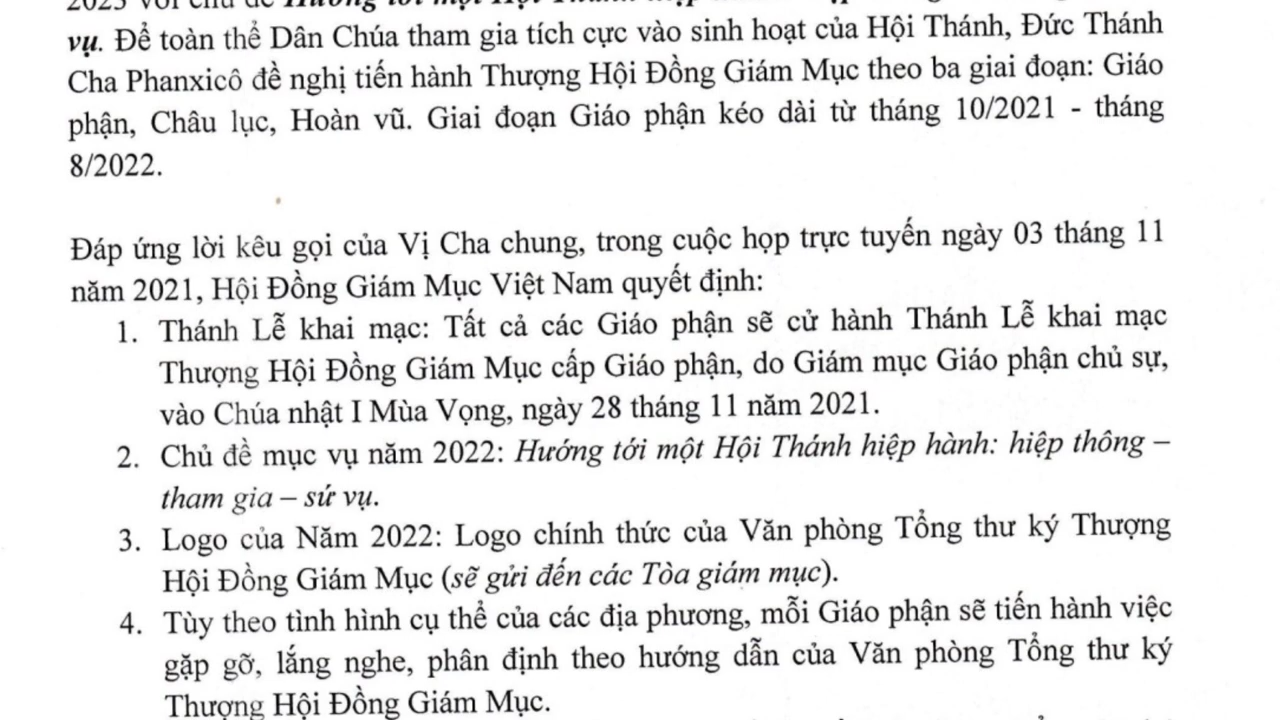 vụ. Để toàn thể Dân Chúa tham gia tích cực vào sinh hoạt của Hội Thánh, Đức Thánh
Cha Phanxicô đề nghị tiến hành Thượng Hội Đồng Giám Mục theo ba giai đoạn: Giáo
phận, Châu lục, Hoàn vũ. Giai đoạn Giáo phận kéo dài từ tháng 10/2021 - tháng
8/2022.
Đáp ứng lời kêu gọi của Vị Cha chung, trong cuộc họp trực tuyến ngày 03 tháng 11
năm 2021, Hội Đồng Giám Mục Việt Nam quyết định:
1. Thánh Lễ khai mạc: Tất cả các Giáo phận sẽ cử hành Thánh Lễ khai mạc
Thượng Hội Đồng Giám Mục cấp Giáo phận, do Giám mục Giáo phận chủ sự,
vào Chúa nhật I Mùa Vọng, ngày 28 tháng 11 năm 2021.
2. Chủ đề mục vụ năm 2022: Hướng tới một Hội Thánh hiệp hành: hiệp thông –
tham gia – sứ vụ.
3. Logo của Năm 2022: Logo chính thức của Văn phòng Tổng thư ký Thượng
Hội Đồng Giám Mục (sẽ gửi đến các Tòa giám mục).
4. Tùy theo tình hình cụ thể của các địa phương, mỗi Giáo phận sẽ tiến hành việc
gặp gỡ, lắng nghe, phân định theo hướng dẫn của Văn phòng Tổng thư ký
Thượng Hội Đồng Giám Mục.